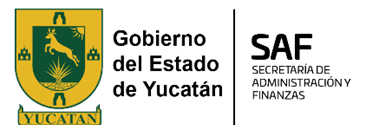 YUCATAN
Gobierno
del Estado
de Yucatán
SAF
SECRETARÍA DE
ADMINISTRACIÓN Y
FINANZAS